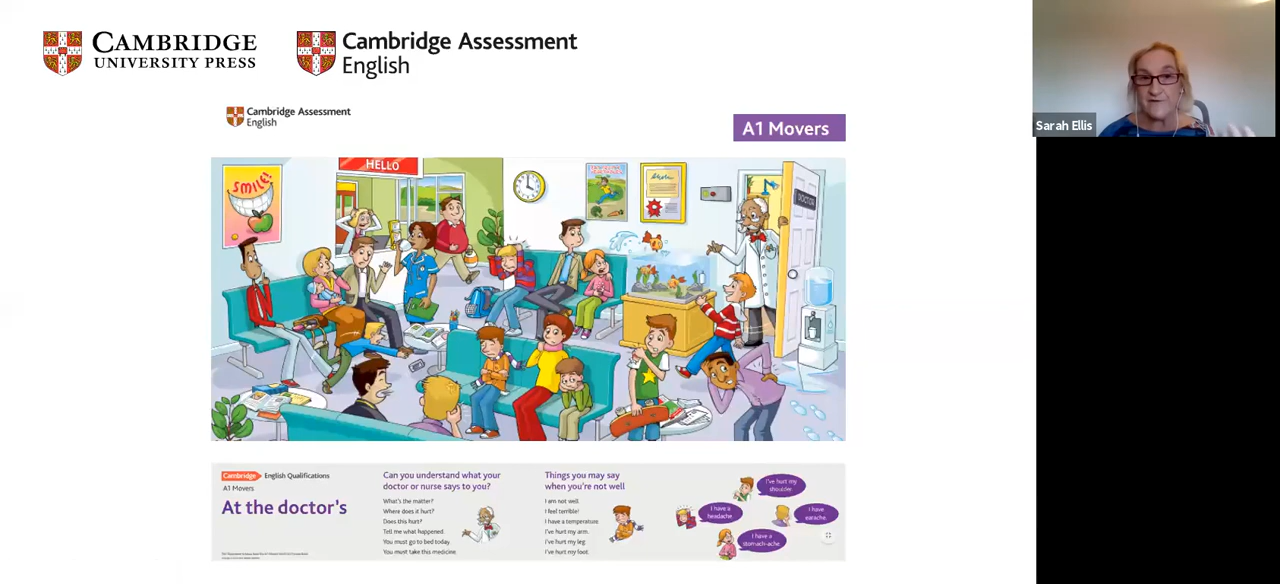 CAMBRIDGE
UNIVERSITY PRESS
Cambridge Assessment
English
Sarah Ellis
Cambridge Assessment
English
A1 Movers
SMILE!
HELLO
DOCTOR
Cambridge English Qualifications
A1 Movers
At the doctor's
Can you understand what your
doctor or nurse says to you?
What's the matter?
Where does it hurt?
Does this hurt?
Tell me what happened.
You must go to bed today.
You must take this medicine.
Things you may say
when you're not well
I am not well.
I feel terrible!
I have a temperature.
I've hurt my arm.
I've hurt my leg.
I've hurt my foot.
I've hurt my
shoulder.
I have a
headache
I have
earache.
I have a
stomach-ache.